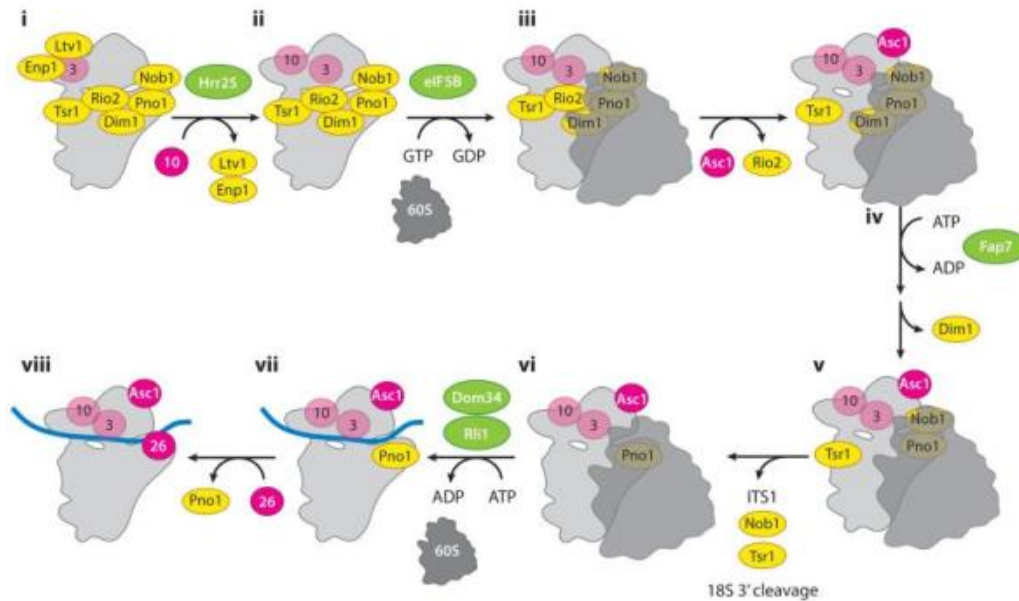 i
Ltv1
Enp1
3
Nob1
Rio2
Pno1
Tsr1
Dim1
Hrr25
10
Ltv1
Enp1
ii
10
3
Nob1
Rio2
Pno1
Tsr1
Dim1
eIF5B
GTP
GDP
60S
iii
10
3
Nob1
Tsr1
Rio2
Pno1
Dim1
Asc1
Rio2
Asc1
10
3
Nob1
Pno1
Tsr1
Dim1
iv
ATP
Fap7
ADP
Dim1
v
Asc1
10
3
Nob1
Tsr1
Pno1
ITS1
Nob1
Tsr1
18S 3' cleavage
vi
Asc1
10
3
Pno1
Dom34
Rli1
ADP
ATP
60S
vii
Asc1
10
3
Pno1
Pno1
26
viii
Asc1
10
3
26